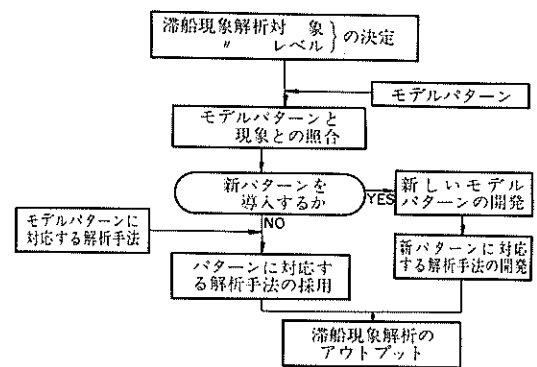 滞船現象解析対　象
〃　レベル
}の決定
モデルパターン
モデルパターンと
現象との照合
新パターンを
導入するか
YES
新しいモデル
パターンの開発
NO
モデルパターンに
対応する解析手法
新パターンに対応
する解析手法の開発
パターンに対応す
る解析手法の採用
滞船現象解析の
アウトプット